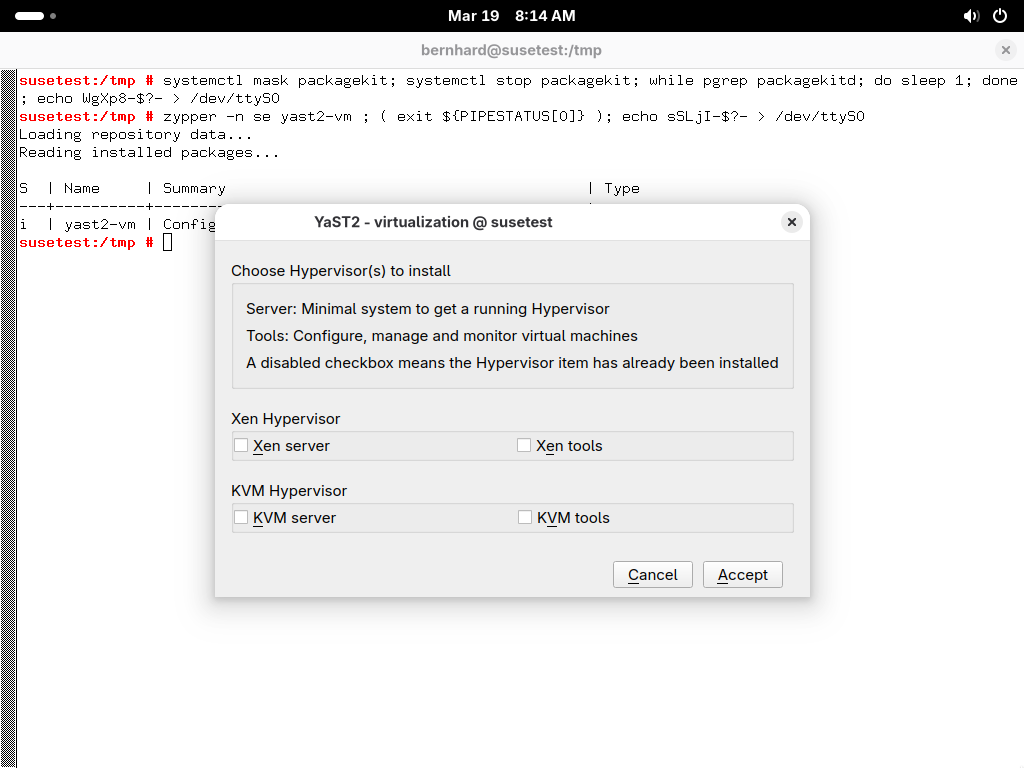 Mar 19 8:14 AM
bernhard@susetest:/tmp
susetest:/tmp # systemctl mask packagekit; systemctl stop packagekit; while pgrep packagekitd; do sleep 1; done
; echo WgXp8-$?- > /dev/ttyS0
susetest:/tmp # zypper -n se yast2-vm ; ( exit ${PIPESTATUS[0]} ); echo sSLjI-$?- > /dev/ttyS0
Loading repository data...
Reading installed packages...
S | Name | Summary | Type
---+-----------+--------
i | yast2-vm | Config
susetest:/tmp #
YaST2 - virtualization @ susetest
Choose Hypervisor(s) to install
Server: Minimal system to get a running Hypervisor
Tools: Configure, manage and monitor virtual machines
A disabled checkbox means the Hypervisor item has already been installed
Xen Hypervisor
Xen server Xen tools
KVM Hypervisor
KVM server KVM tools
Cancel Accept